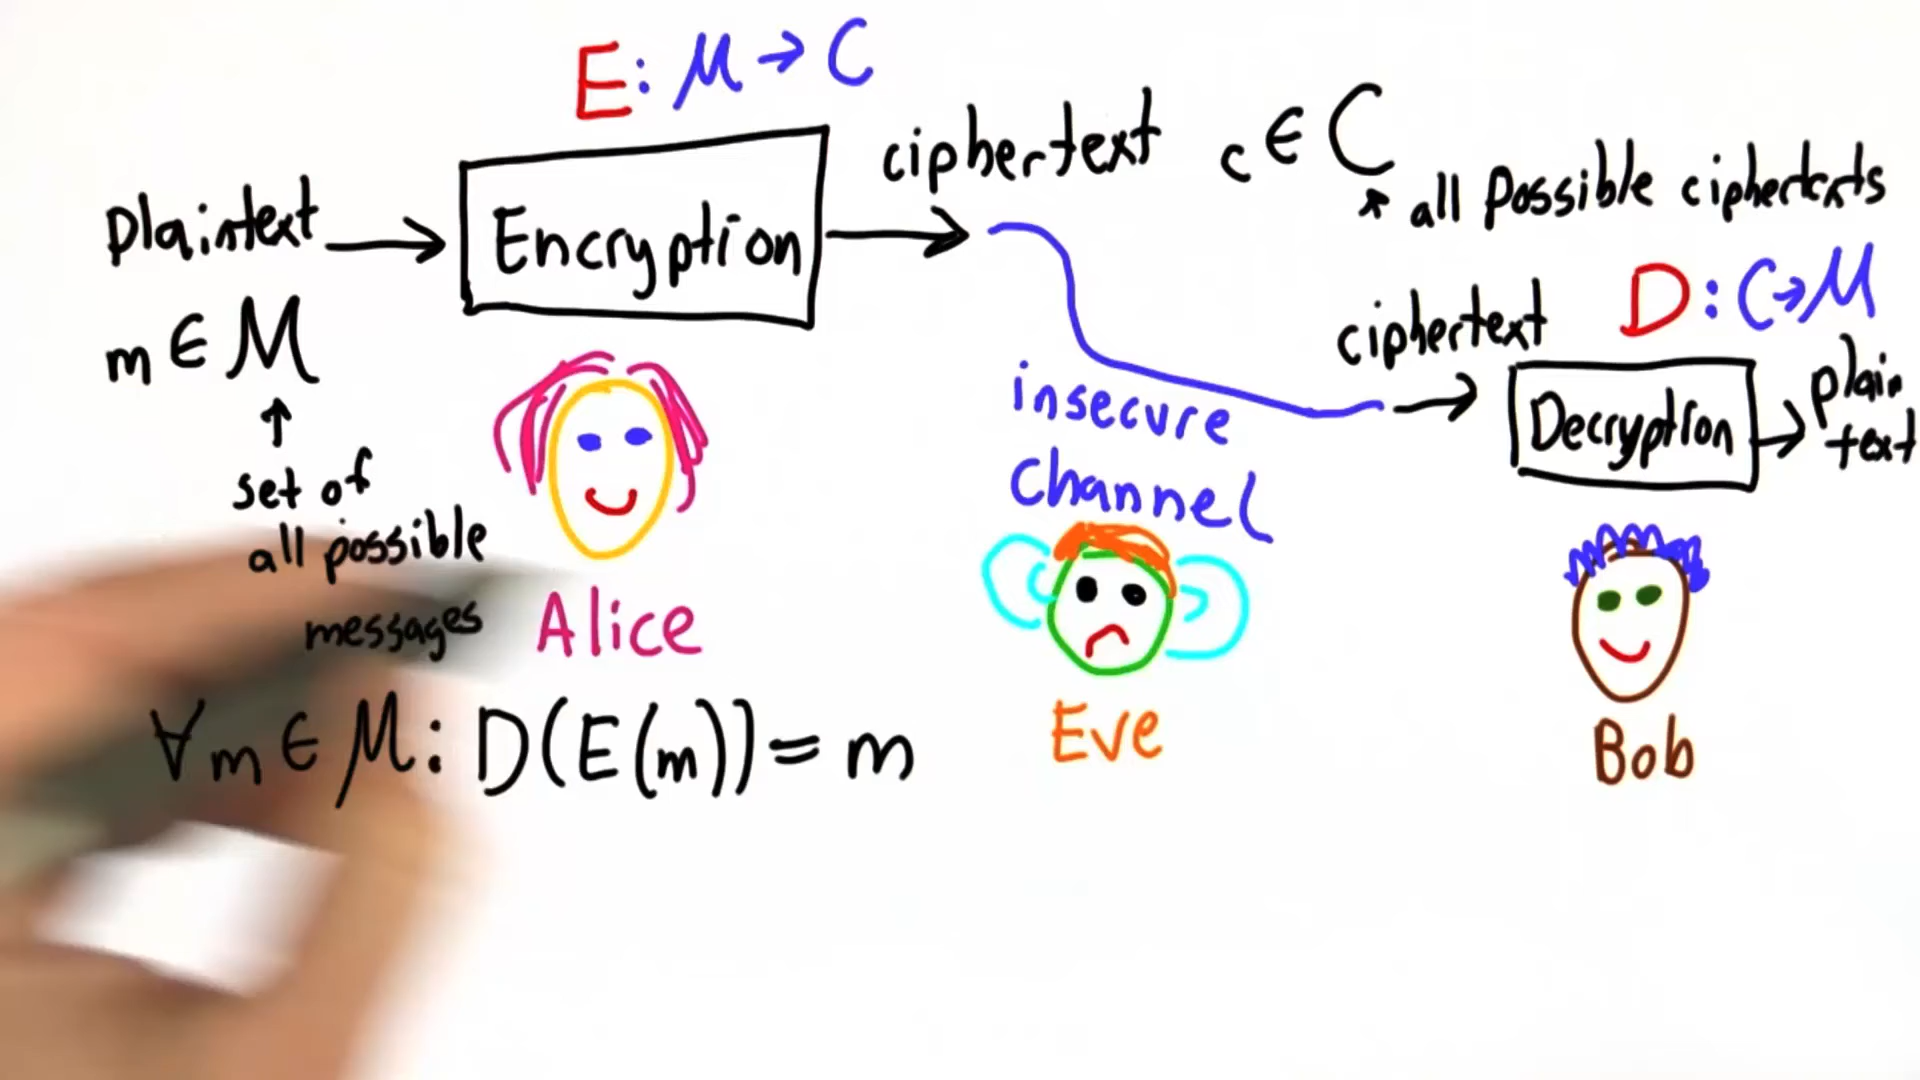 E: M → C
ciphertext c ∈ C
all possible ciphertexts
Plaintext → Encryption →
m ∈ M
↑
set of
all possible
messages
Alice
insecure
channel
Eve
ciphertext
D: C → M
→ Decryption →
plain
text
Bob
∀m ∈ M: D(E(m)) = m